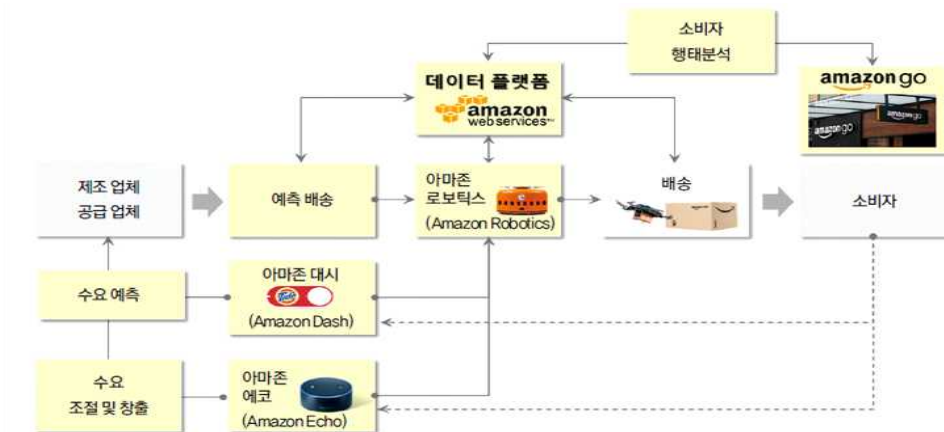 소비자
행태분석
데이터 플랫폼
amazon
webservices™
amazon go
amazon go
amazon go
제조 업체
공급 업체
예측 배송
아마존
로보틱스
(Amazon Robotics)
배송
소비자
수요 예측
아마존 대시
Tide
(Amazon Dash)
수요
조절 및 창출
아마존
에코
(Amazon Echo)